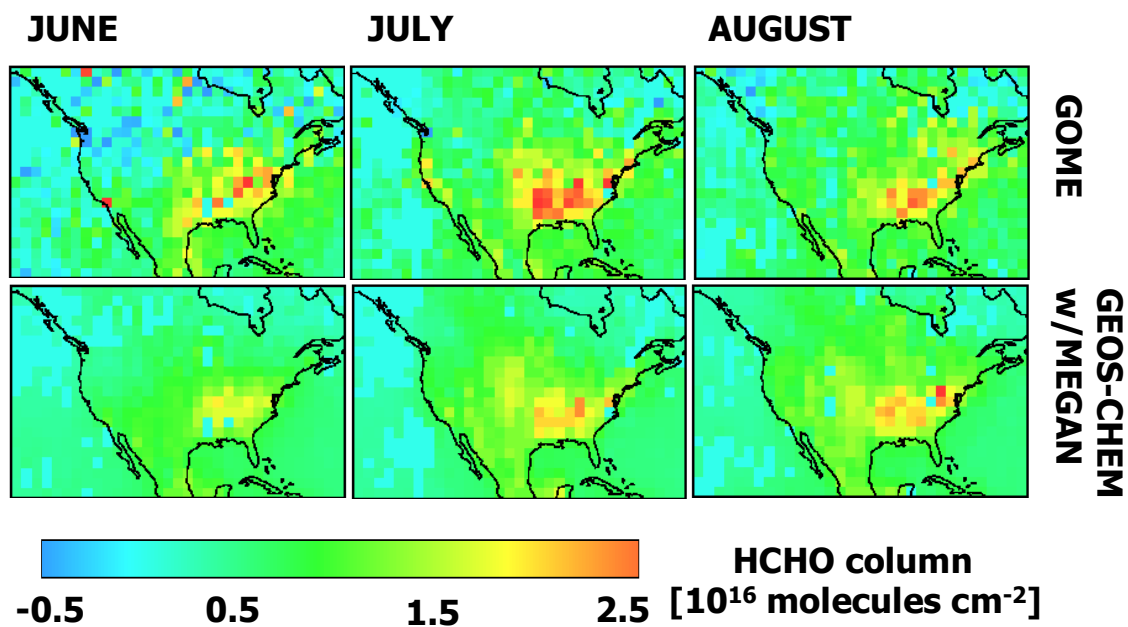 JUNE
JULY
AUGUST
GOME
GEOS-CHEM
w/MEGAN
-0.5
0.5
1.5
2.5
HCHO column
[10¹⁶ molecules cm⁻²]